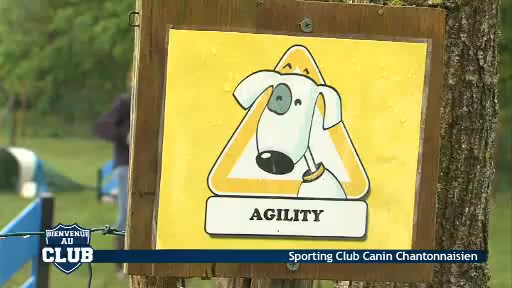 AGILITY
BIENVENUE
AU
CLUB
Sporting Club Canin Chantonnaisien